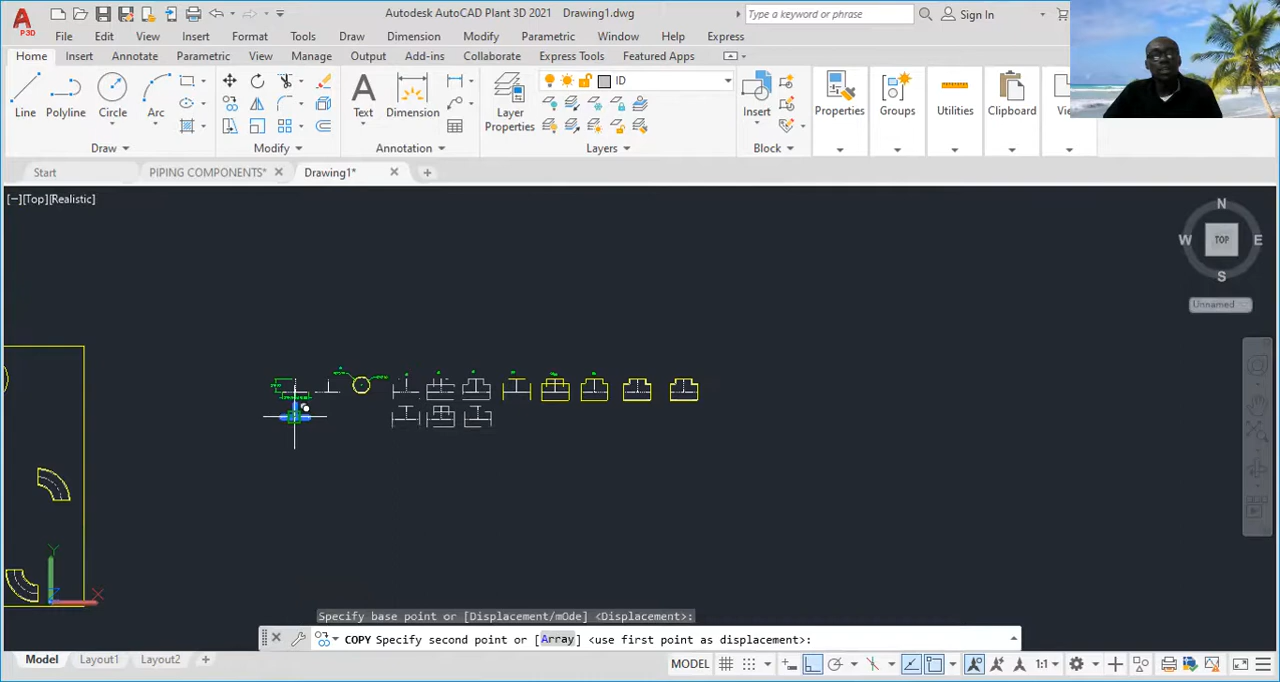 Autodesk AutoCAD Plant 3D 2021 Drawing1.dwg
Type a keyword or phrase
Sign In
P3D
File Edit View Insert Format Tools Draw Dimension Modify Parametric Window Help Express
Home Insert Annotate Parametric View Manage Output Add-ins Collaborate Express Tools Featured Apps
ID
Line Polyline Circle Arc Text Dimension Layer Properties Insert Properties Groups Utilities Clipboard
Draw Modify Annotation Layers Block
Start PIPING COMPONENTS* Drawing1*
[−][Top][Realistic]
N
W TOP E
S
Unnamed
Y
X
Specify base point or [Displacement/mOde] <Displacement>:
COPY Specify second point or [Array] <use first point as displacement>:
Model Layout1 Layout2
MODEL 1:1